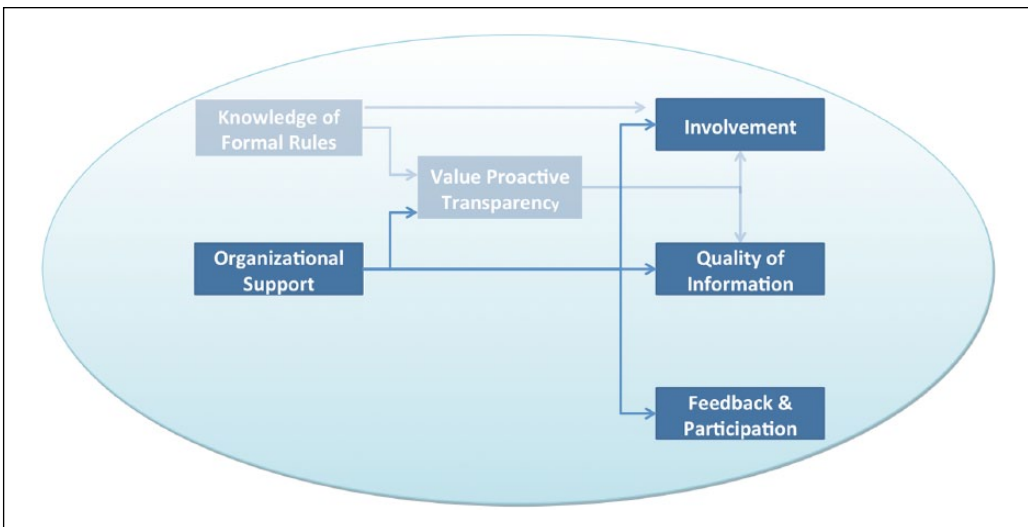 Knowledge of
Formal Rules
Involvement
Value Proactive
Transparency
Organizational
Support
Quality of
Information
Feedback &
Participation